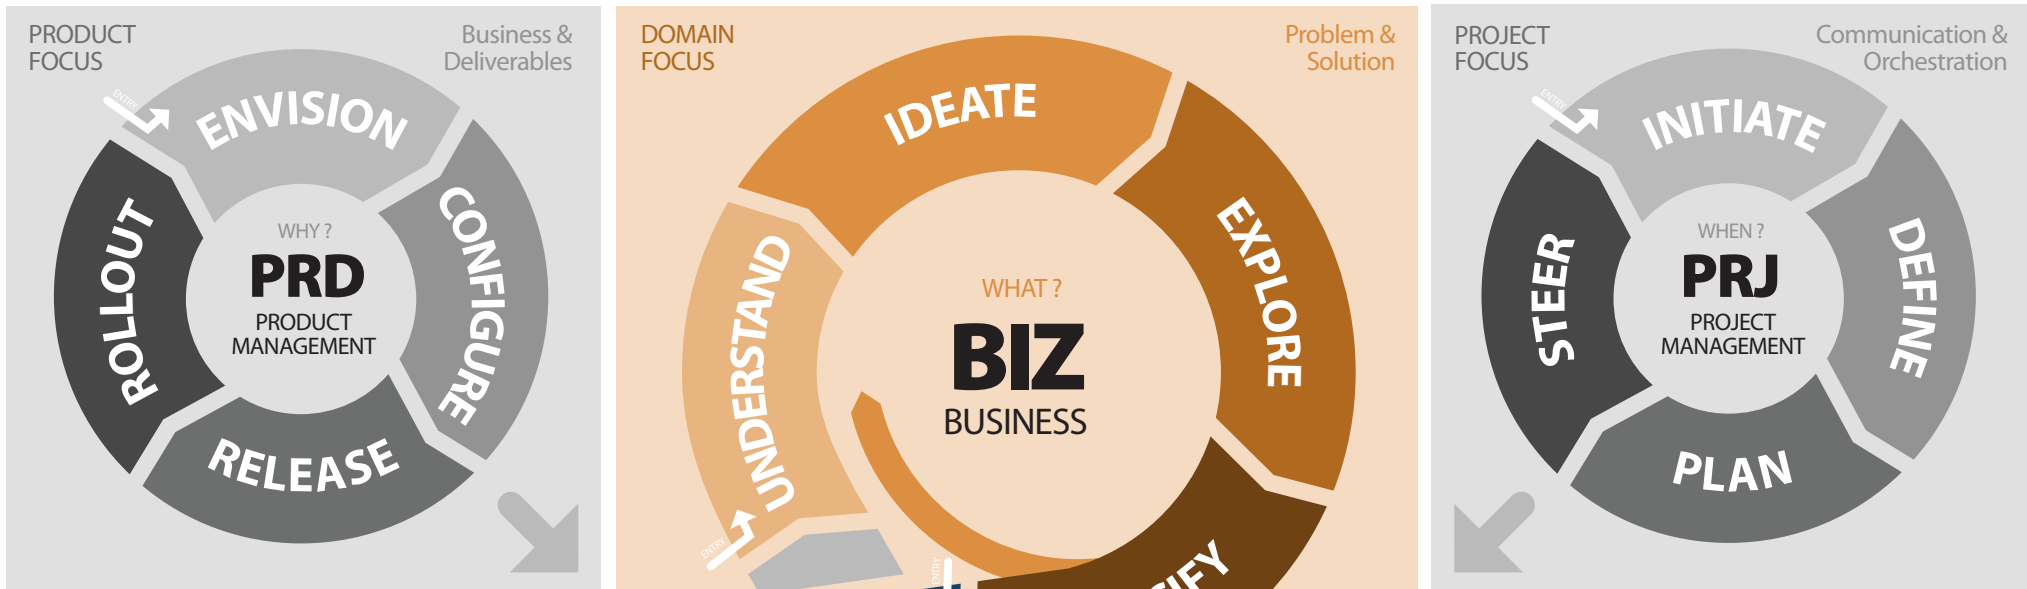 PRODUCT
FOCUS
Business &
Deliverables
ENTRY
ENVISION
CONFIGURE
RELEASE
ROLLOUT
WHY ?
PRD
PRODUCT
MANAGEMENT
DOMAIN
FOCUS
Problem &
Solution
IDEATE
EXPLORE
UNDERSTAND
ENTRY
WHAT ?
BIZ
BUSINESS
ENTRY
SIFY
PROJECT
FOCUS
Communication &
Orchestration
ENTRY
INITIATE
DEFINE
PLAN
STEER
WHEN ?
PRJ
PROJECT
MANAGEMENT